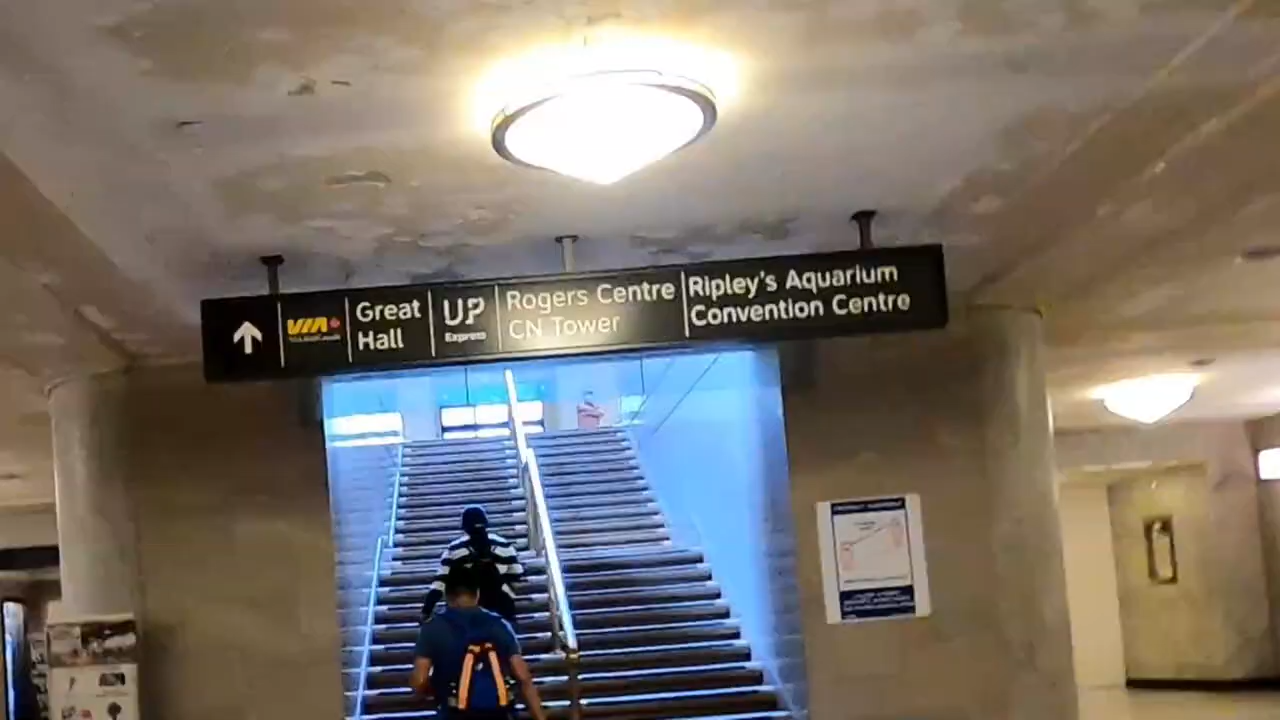 VIA
Great
Hall
UP
Express
Rogers Centre
CN Tower
Ripley's Aquarium
Convention Centre